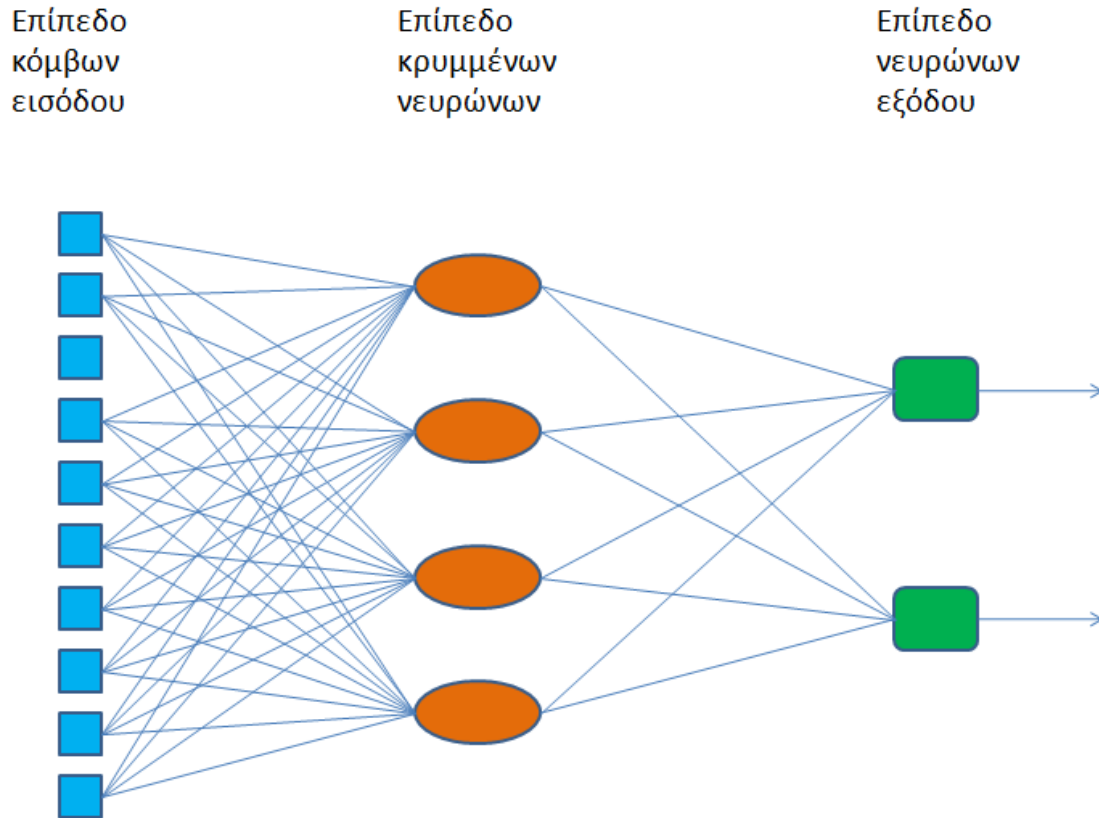 Επίπεδο
κόμβων
εισόδου
Επίπεδο
κρυμμένων
νευρώνων
Επίπεδο
νευρώνων
εξόδου